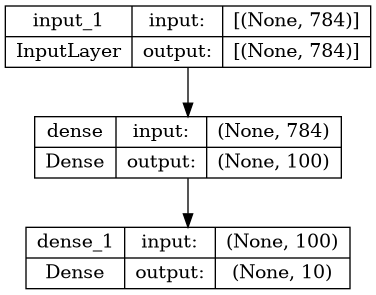 input_1 input: [(None, 784)]
InputLayer output: [(None, 784)]
dense input: (None, 784)
Dense output: (None, 100)
dense_1 input: (None, 100)
Dense output: (None, 10)